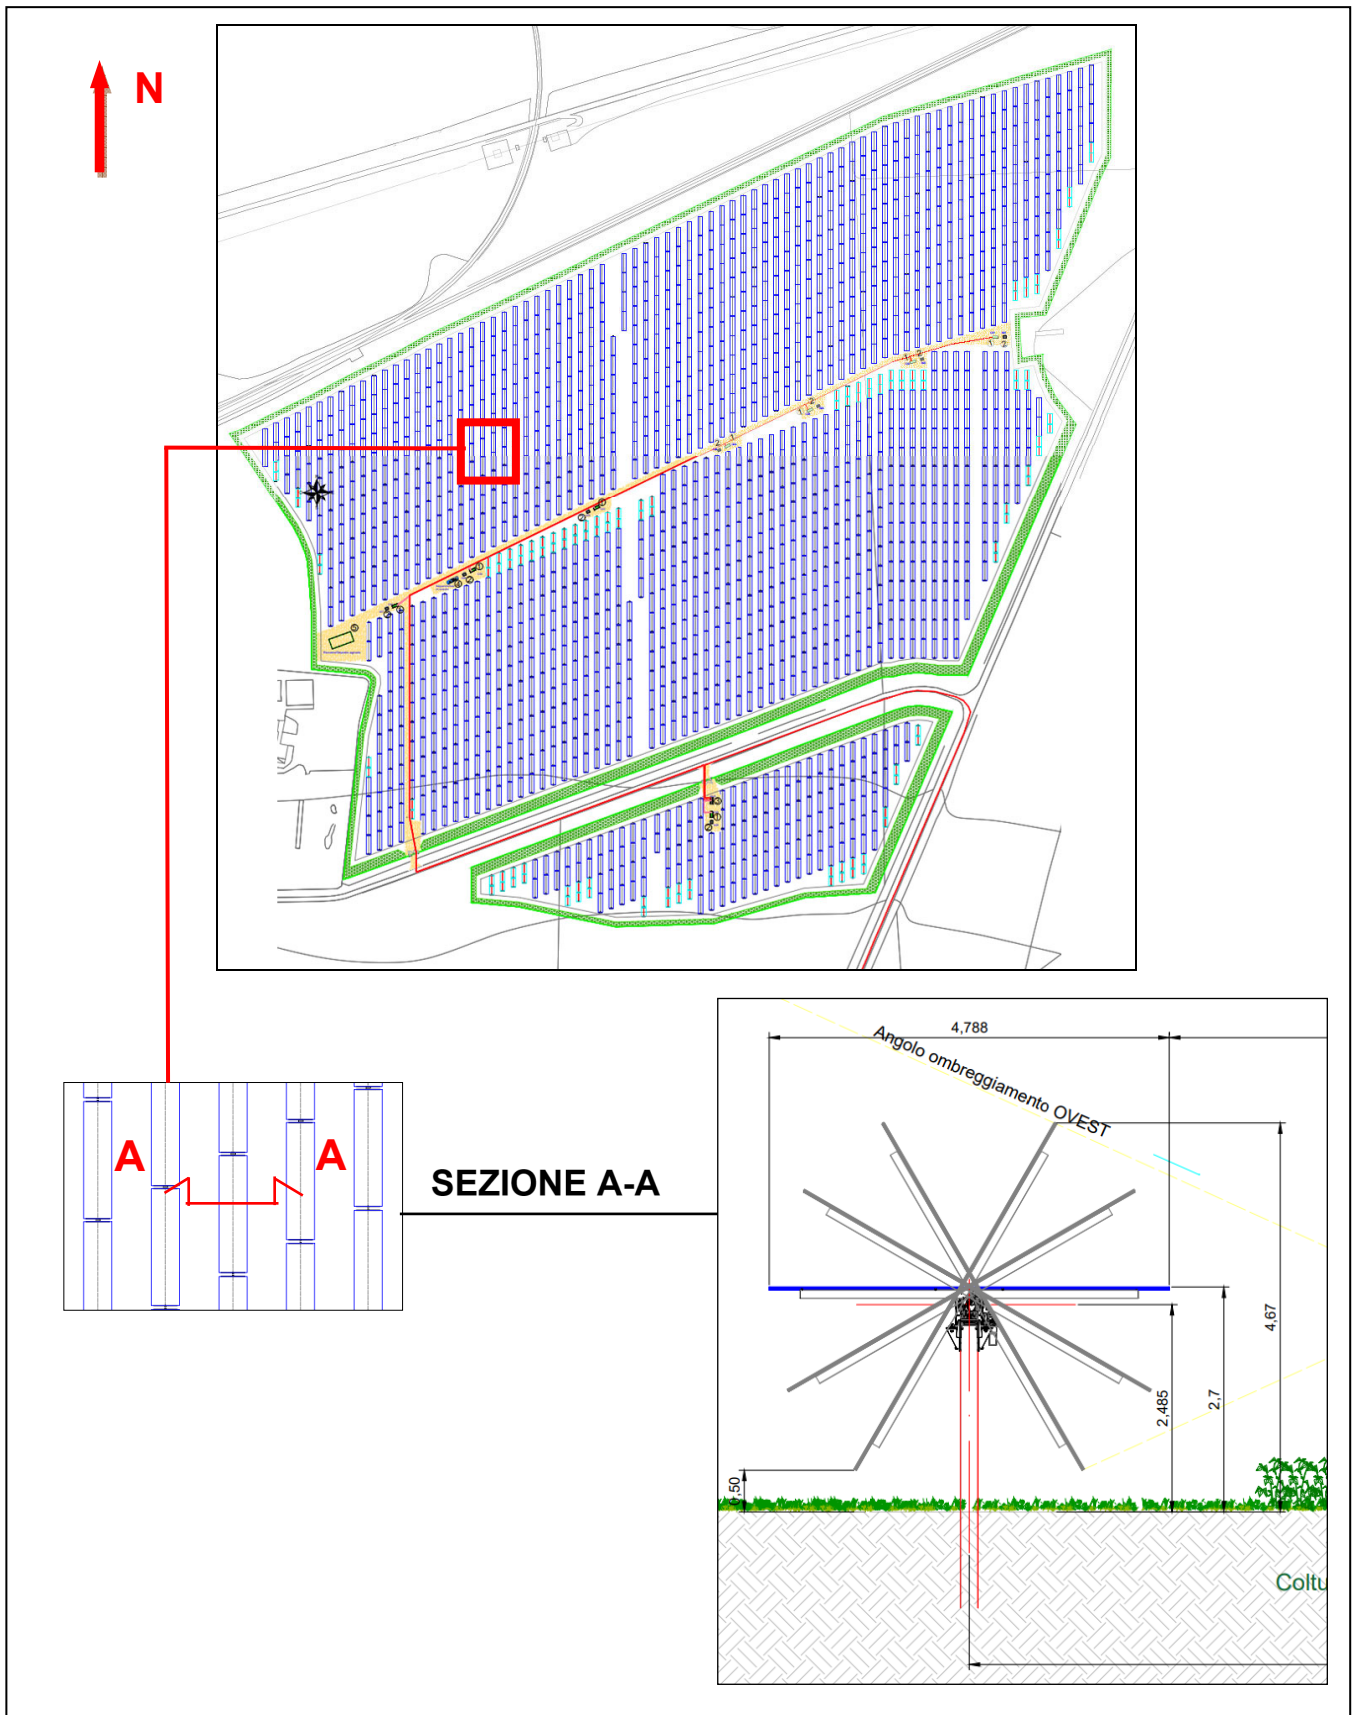 N
A
A
SEZIONE A-A
4,788
Angolo ombreggiamento OVEST
4,67
2,7
2,485
0,50
Coltu